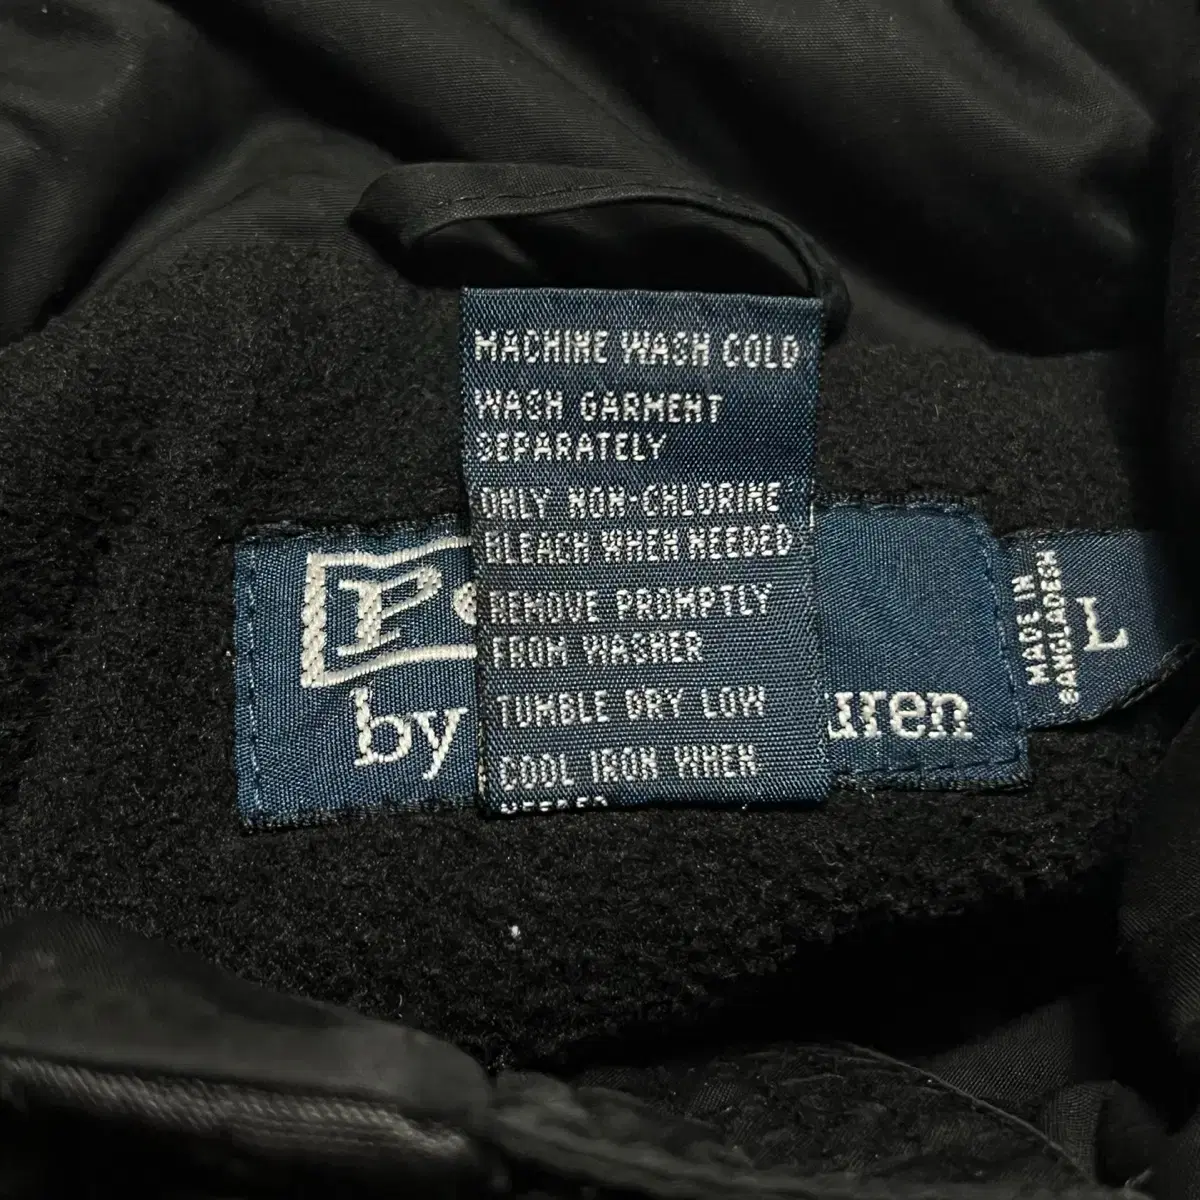 MACHINE WASH COLD
WASH GARMENT
SEPARATELY
ONLY NON-CHLORINE
BLEACH WHEN NEEDED
REMOVE PROMPTLY
FROM WASHER
TUMBLE DRY LOW
COOL IRON WHEN
NEEDED
P
by
uren
MADE IN
BANGLADESH
L